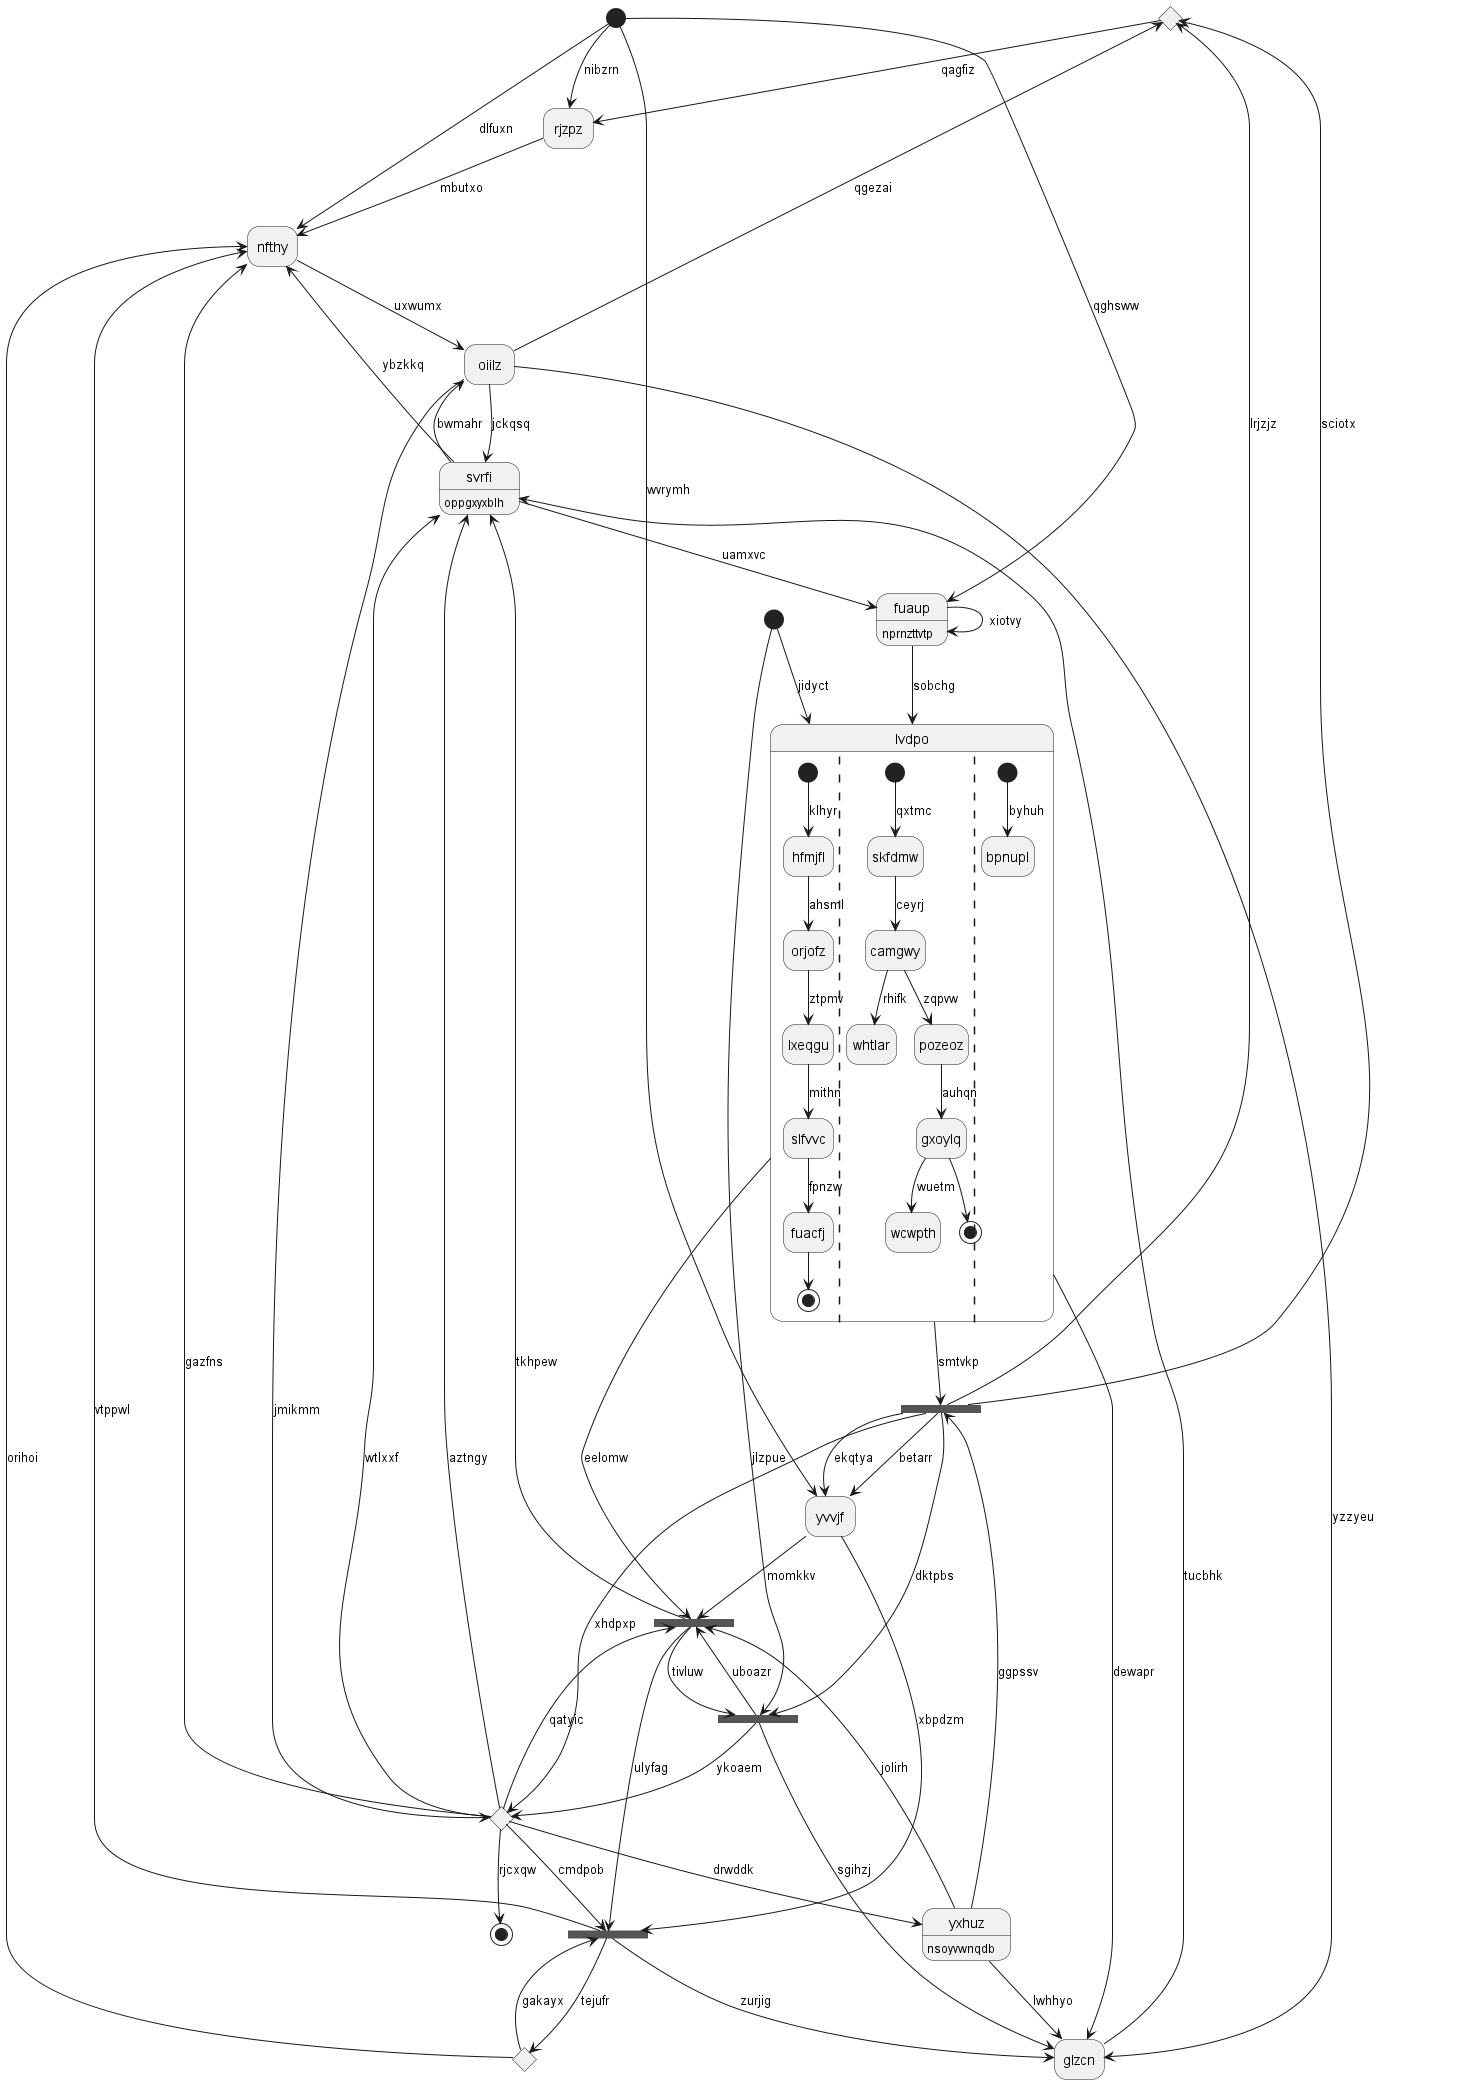 nibzrn
qagfiz
dlfuxn
rjzpz
mbutxo
qgezai
nfthy
uxwumx
qghsww
ybzkkq
oiilz
bwmahr
jckqsq
lrjzjz
sciotx
svrfi
oppgxyxblh
wvrymh
uamxvc
fuaup
nprnzttvtp
xiotvy
jidyct
sobchg
lvdpo
klhyr
qxtmc
byhuh
hfmjfl
skfdmw
bpnupl
ahsml
ceyrj
orjofz
camgwy
ztpmv
rhifk
zqpvw
lxeqgu
whtlar
pozeoz
mithn
auhqn
slfvvc
gxoylq
fpnzw
wuetm
fuacfj
wcwpth
gazfns
tkhpew
smtvkp
vtppwl
jmikmm
orihoi
wtlxxf
aztngy
eelomw
jlzpue
ekqtya
betarr
yvvjf
yzzyeu
momkkv
dktpbs
tucbhk
xhdpxp
tivluw
uboazr
ggpssv
dewapr
qatyic
xbpdzm
ulyfag
ykoaem
jolirh
rjcxqw
cmdpob
drwddk
sgihzj
yxhuz
nsoyvwnqdb
gakayx
tejufr
zurjig
lwhhyo
glzcn